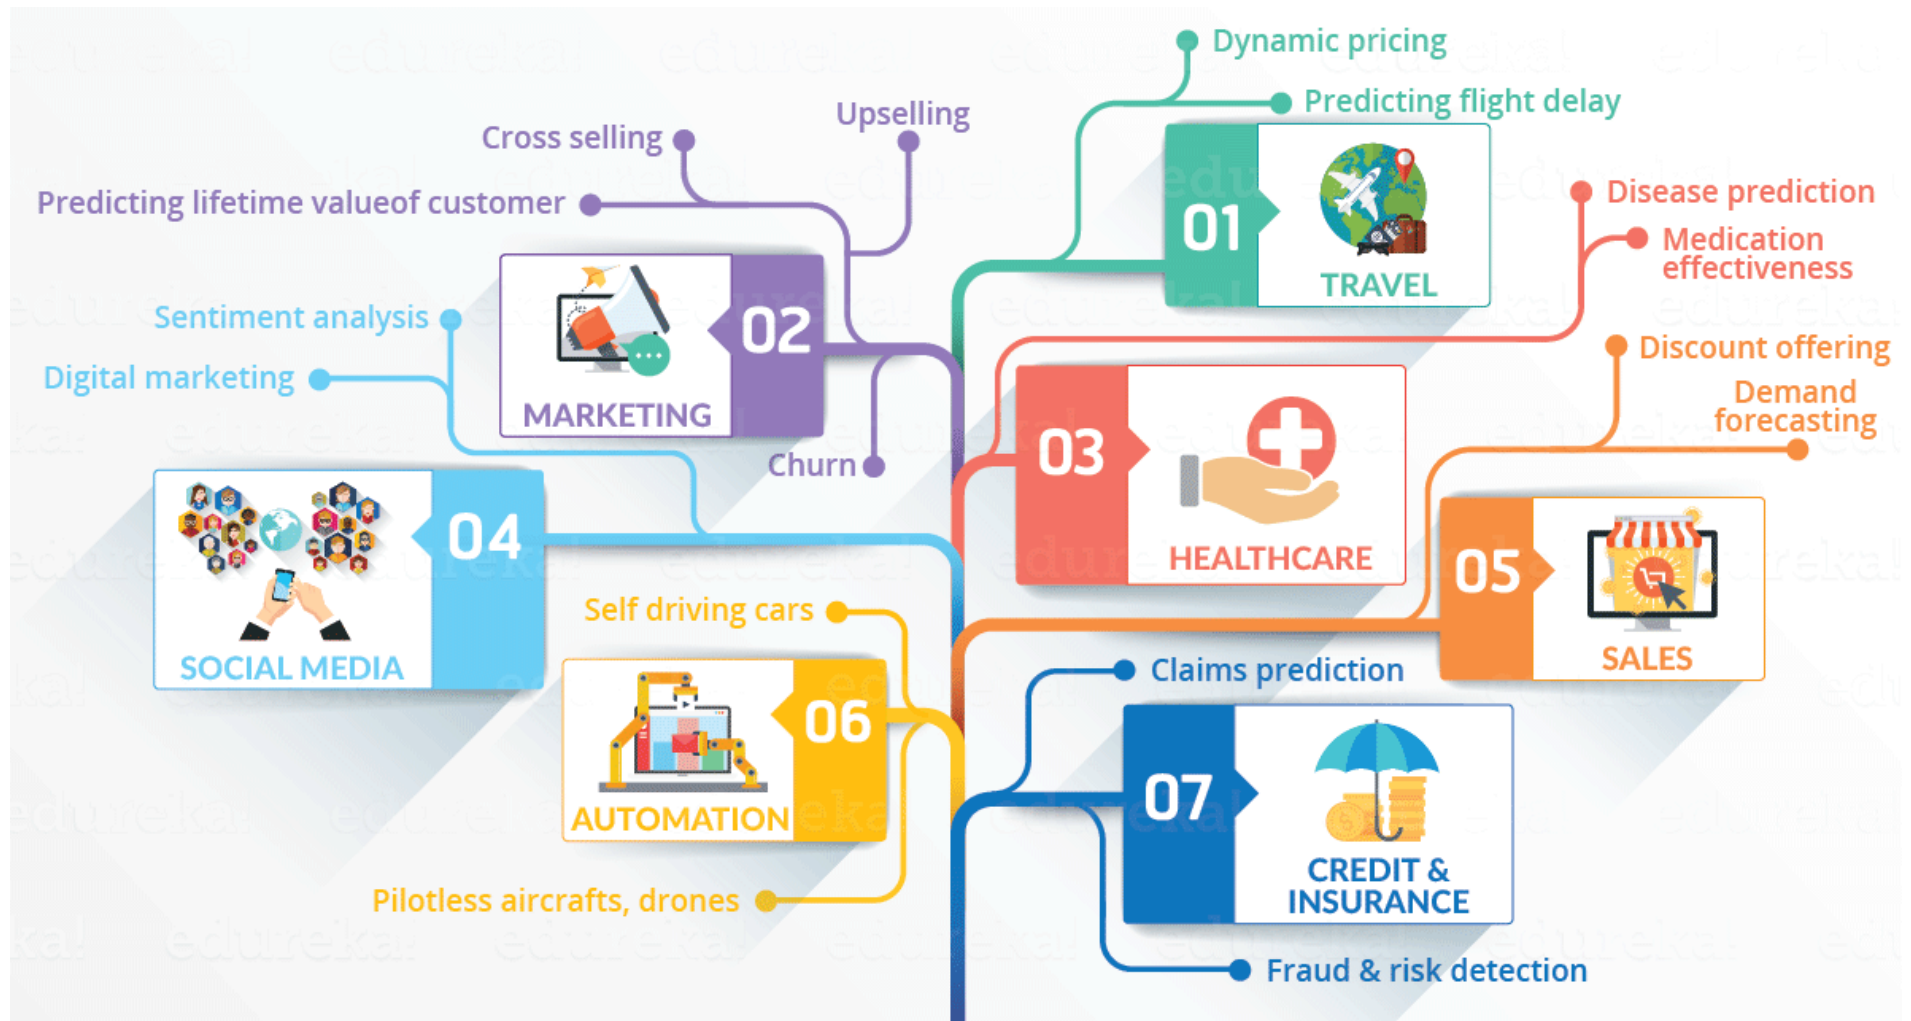 Dynamic pricing
Predicting flight delay
01
TRAVEL
Upselling
Cross selling
Predicting lifetime valueof customer
02
MARKETING
Churn
Disease prediction
Medication
effectiveness
03
HEALTHCARE
Sentiment analysis
Digital marketing
04
SOCIAL MEDIA
Discount offering
Demand
forecasting
05
SALES
Self driving cars
06
AUTOMATION
Pilotless aircrafts, drones
Claims prediction
07
CREDIT &
INSURANCE
Fraud & risk detection
edureka!